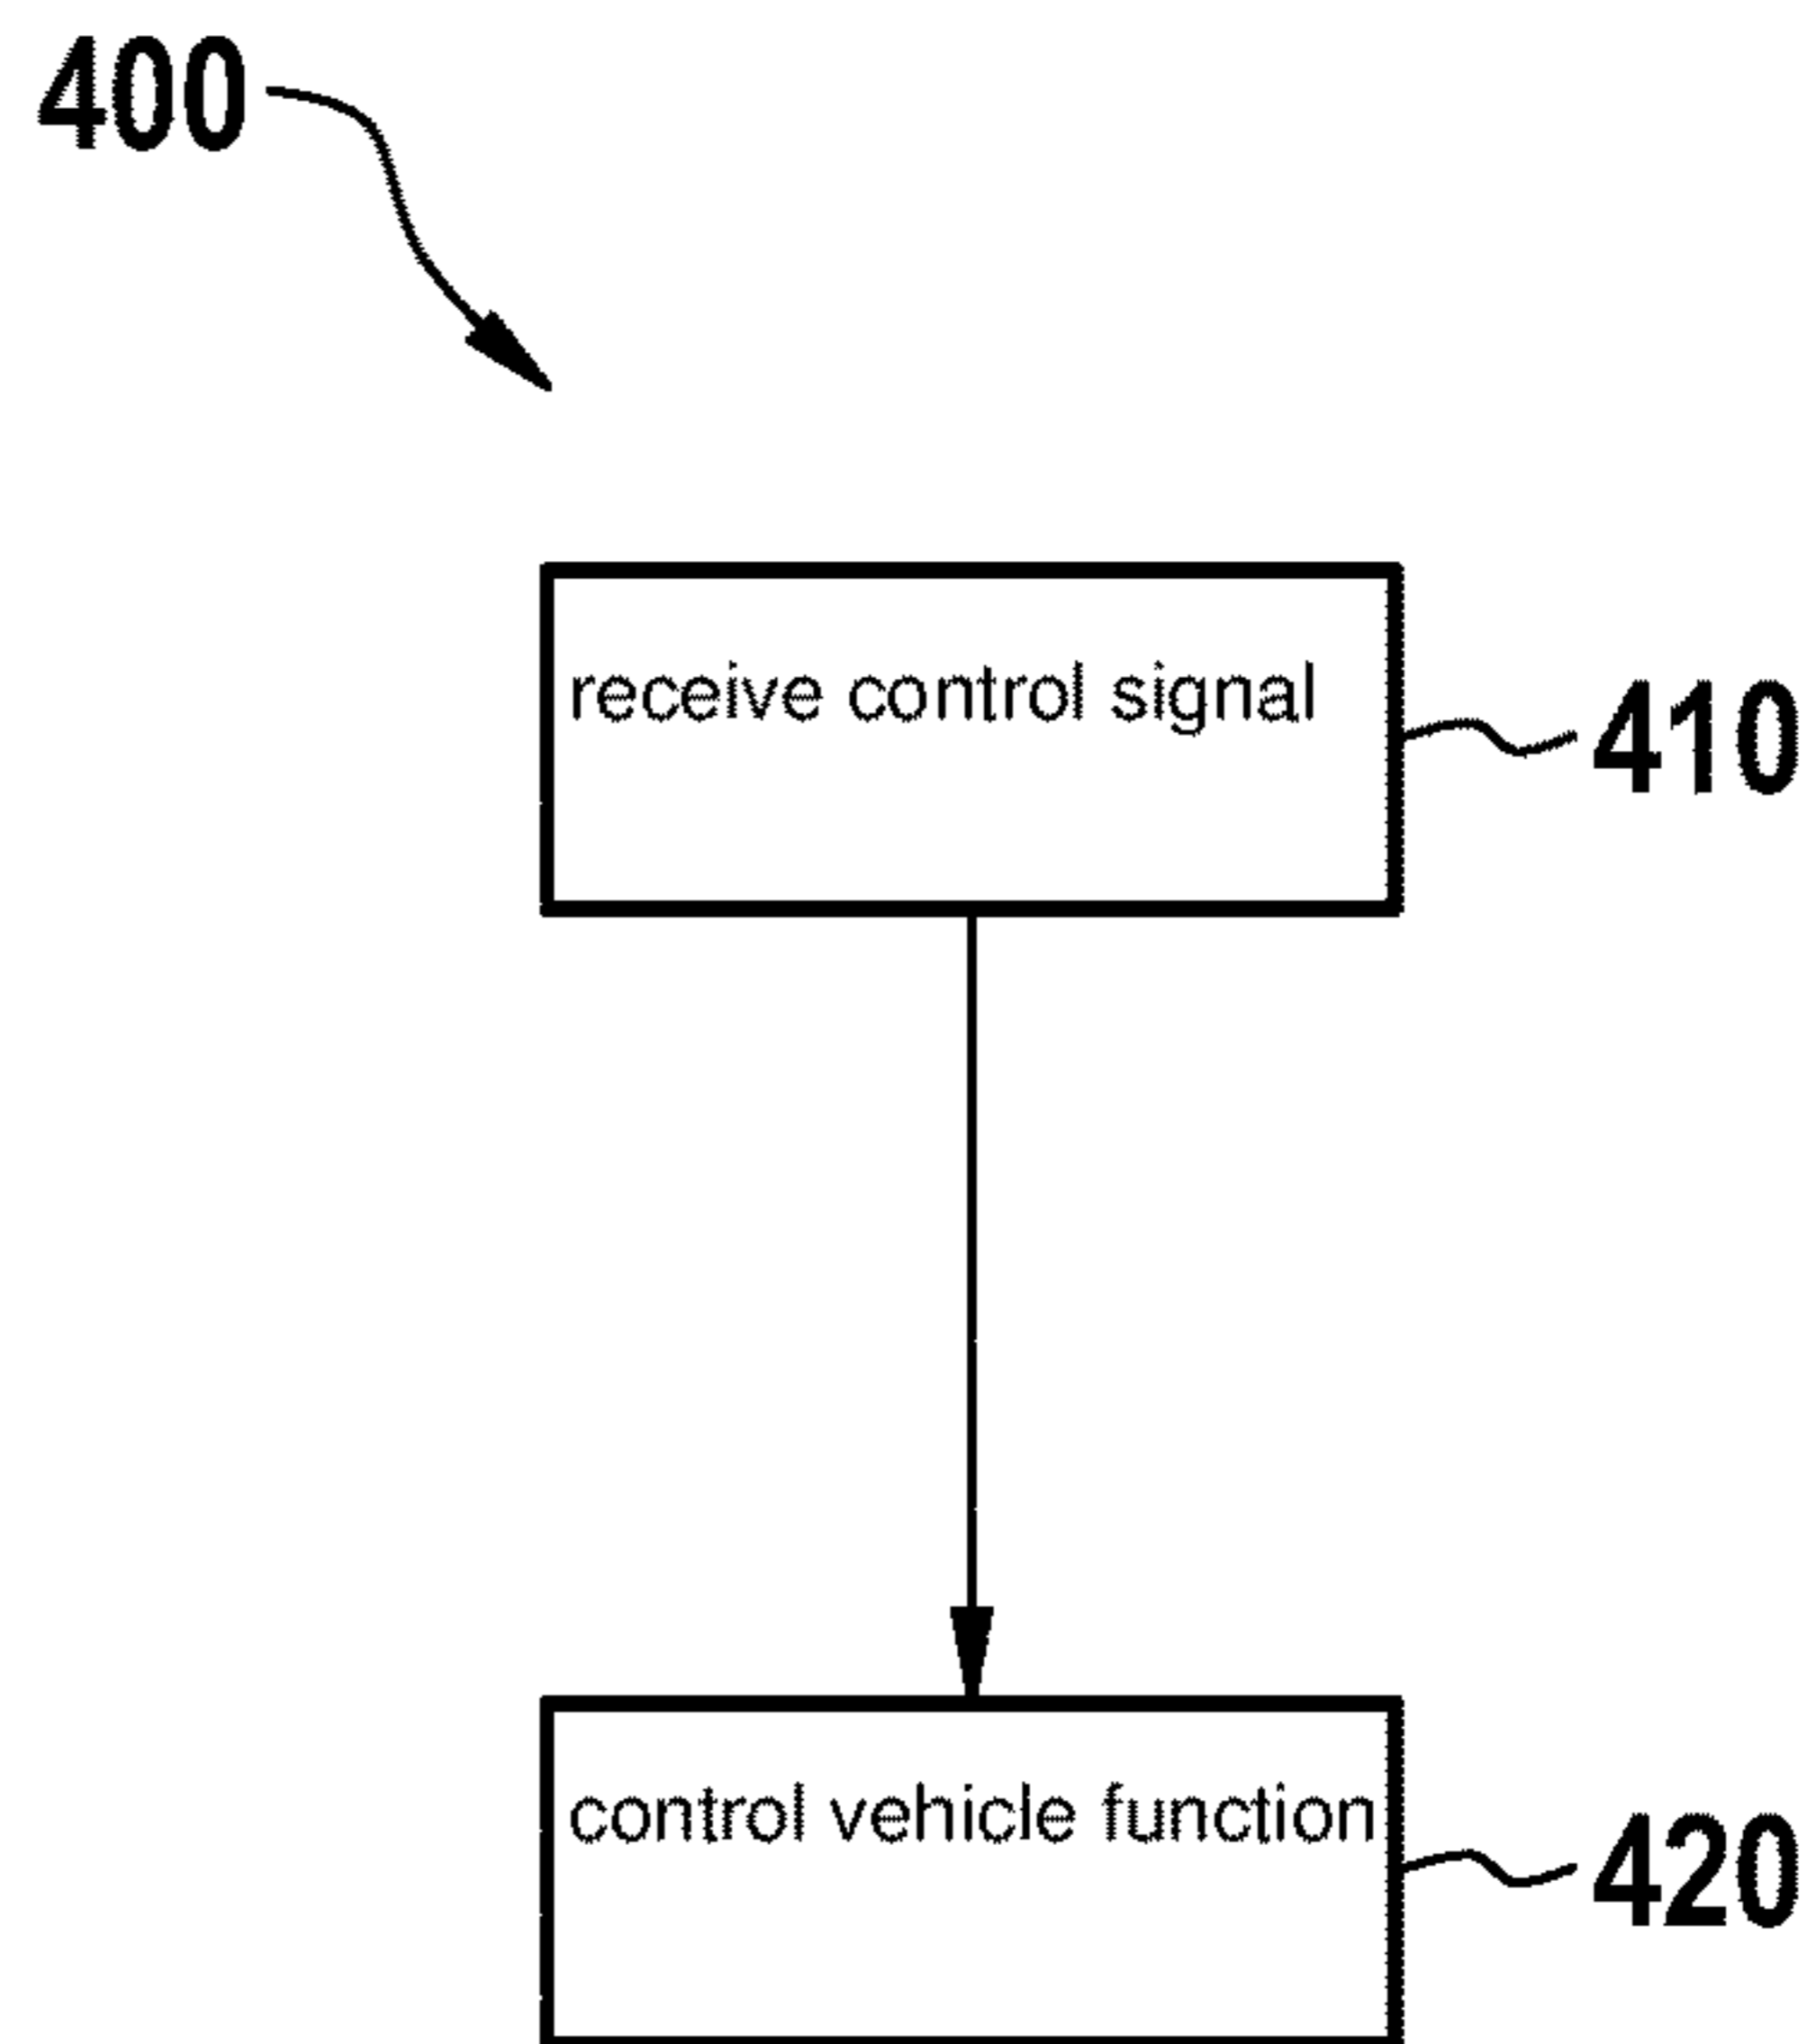 400
receive control signal
410
control vehicle function
420